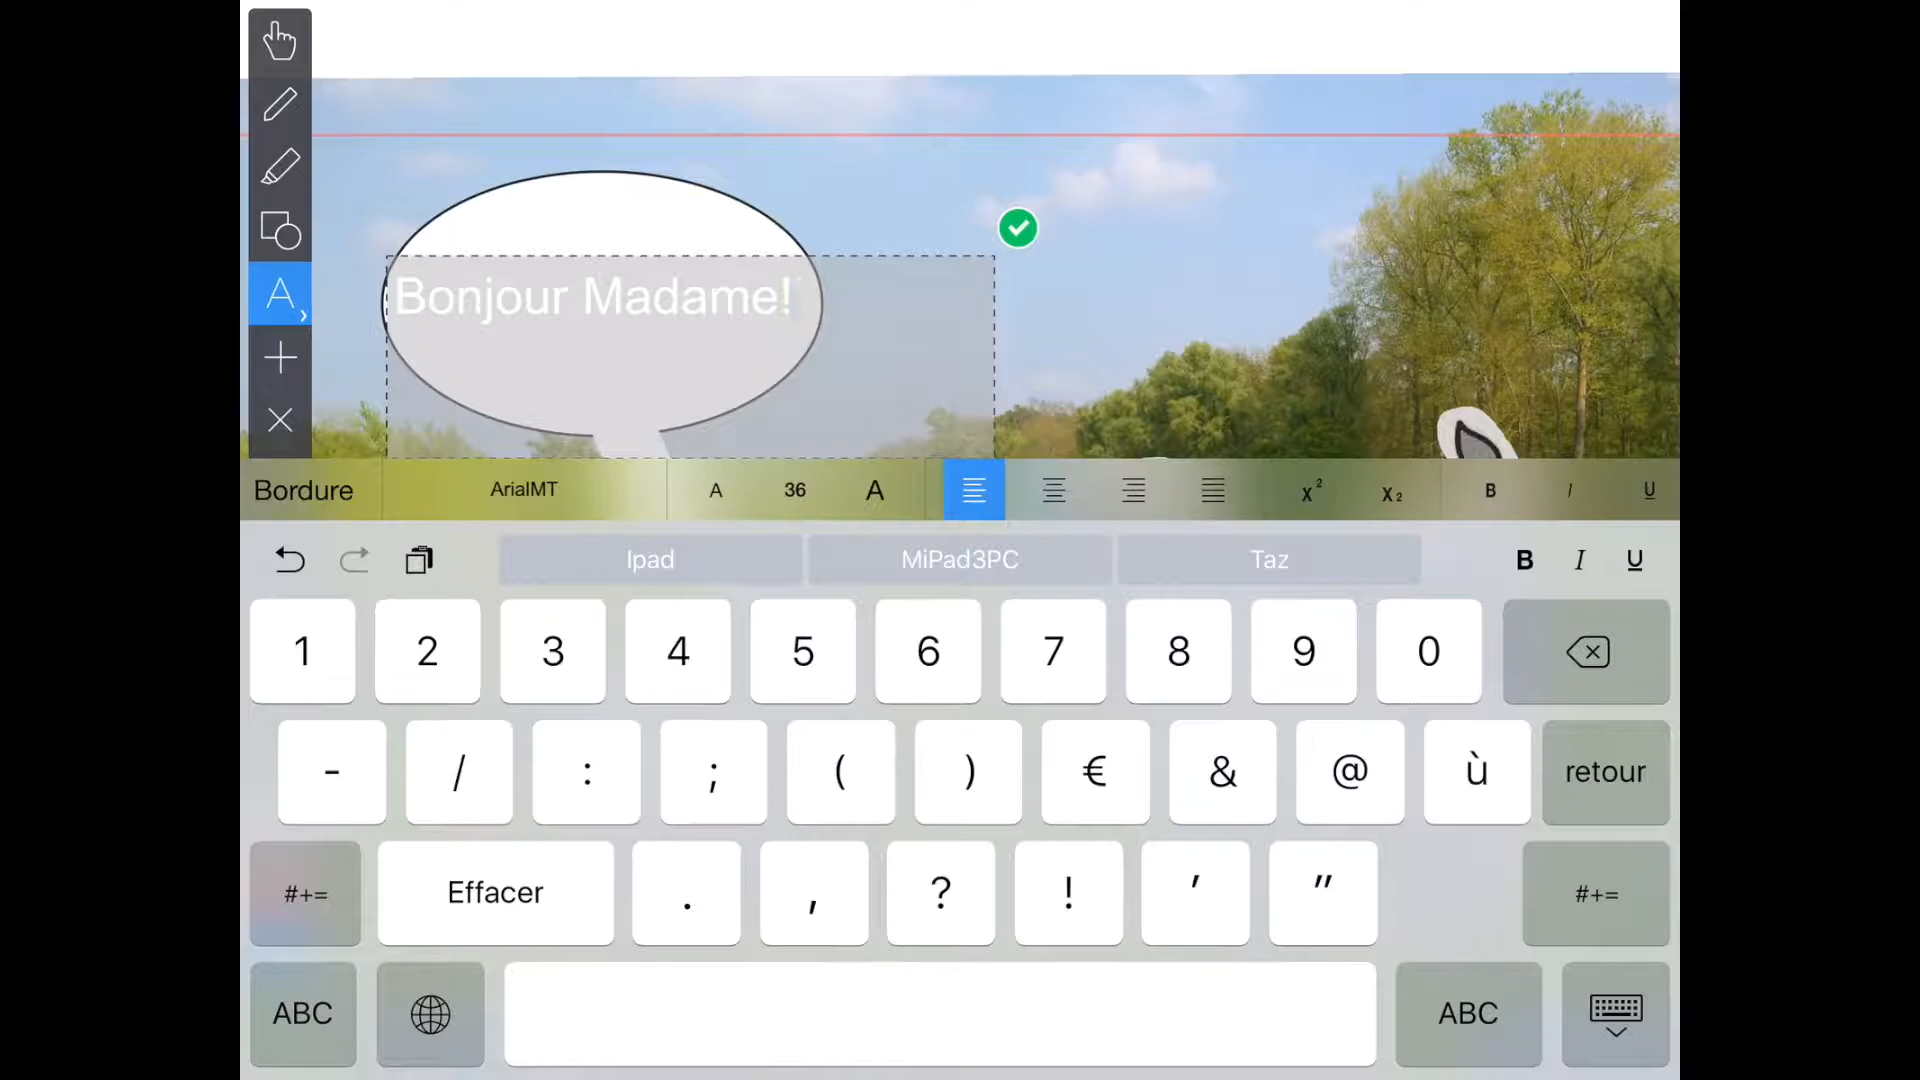 A
Bonjour Madame!
Bordure
ArialMT
A
36
A
x²
x₂
B
I
U
Ipad
MiPad3PC
Taz
B
I
U
1 2 3 4 5 6 7 8 9 0
- / : ; ( ) € & @ ù retour
#+= Effacer . , ? ! ' " #+=
ABC
ABC